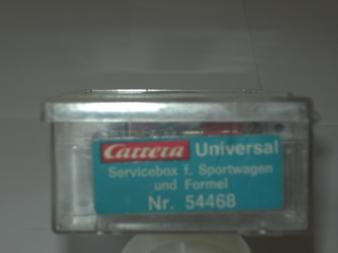 Carrera Universal
Servicebox f. Sportwagen
und Formel
Nr. 54468